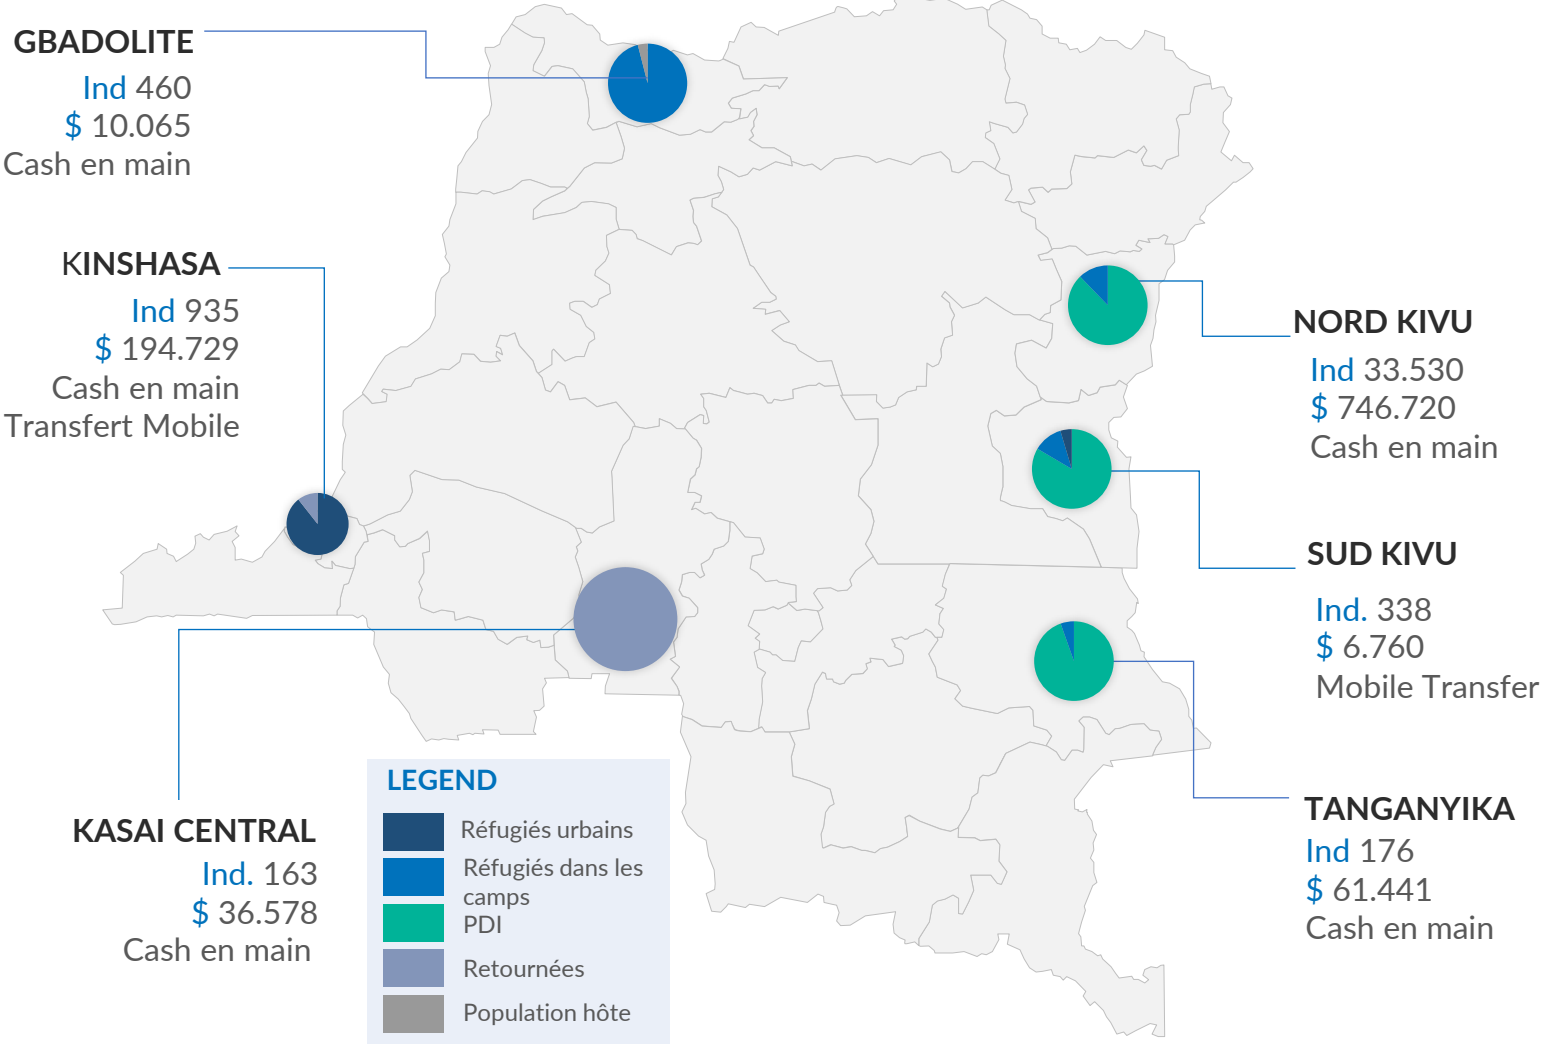 GBADOLITE
Ind 460
$ 10.065
Cash en main
KINSHASA
Ind 935
$ 194.729
Cash en main
Transfert Mobile
NORD KIVU
Ind 33.530
$ 746.720
Cash en main
SUD KIVU
Ind. 338
$ 6.760
Mobile Transfer
TANGANYIKA
Ind 176
$ 61.441
Cash en main
KASAI CENTRAL
Ind. 163
$ 36.578
Cash en main
LEGEND
Réfugiés urbains
Réfugiés dans les
camps
PDI
Retournées
Population hôte